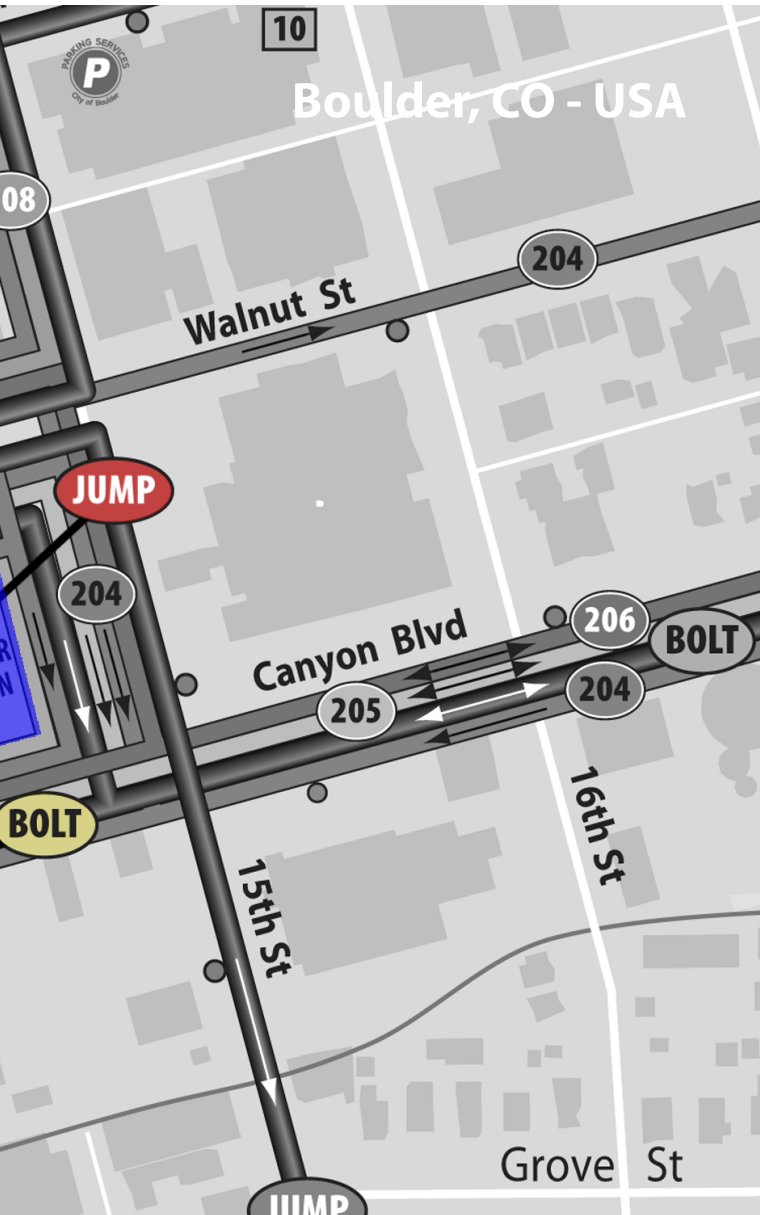 10
PARKING SERVICES
P
City of Boulder
Boulder, CO - USA
08
204
Walnut St
JUMP
204
206
BOLT
Canyon Blvd
205
204
R
N
BOLT
16th St
15th St
Grove St
JUMP